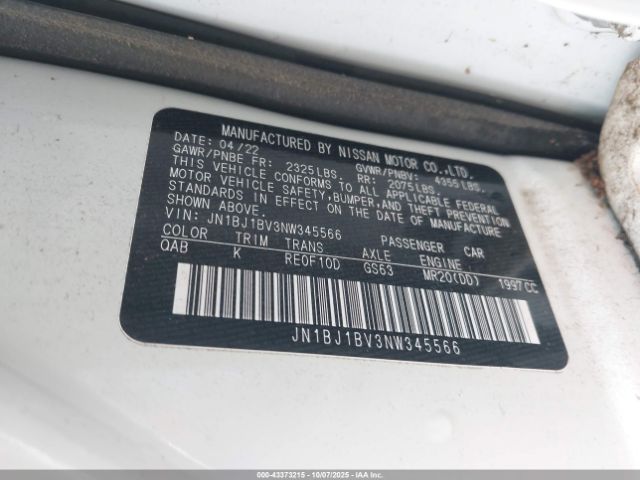 MANUFACTURED BY NISSAN MOTOR CO.,LTD.
DATE: 04/22 GVWR/PNBV: 4355LBS.
GAWR/PNBE FR: 2325LBS. RR: 2075LBS.
THIS VEHICLE CONFORMS TO ALL APPLICABLE FEDERAL
MOTOR VEHICLE SAFETY, BUMPER, AND THEFT PREVENTION
STANDARDS IN EFFECT ON THE DATE OF MANUFACTURE
SHOWN ABOVE.
VIN: JN1BJ1BV3NW345566 PASSENGER CAR
COLOR TRIM TRANS AXLE ENGINE
QAB K RE0F10D GS63 MR20(DD) 1997CC
JN1BJ1BV3NW345566
000-43373215 - 10/07/2025 - IAA, Inc.